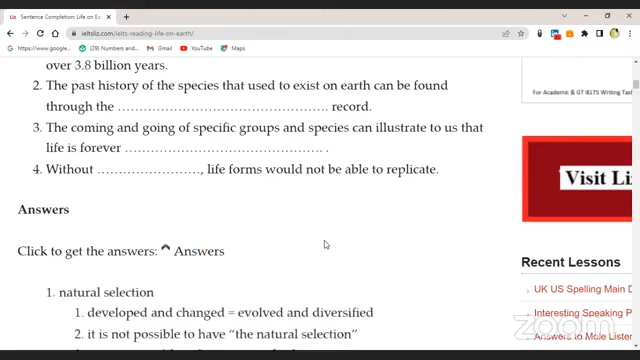 Sentence Completion: Life on Ea
ieltsliz.com/ielts-reading-life-on-earth/
https://www.google...
(29) Numbers and...
Gmail
YouTube
Maps
over 3.8 billion years.
2. The past history of the species that used to exist on earth can be found
through the ……………………………………………. record.
3. The coming and going of specific groups and species can illustrate to us that
life is forever ………………………………………… .
4. Without ……………………, life forms would not be able to replicate.
Answers
Click to get the answers: Answers
1. natural selection
1. developed and changed = evolved and diversified
2. it is not possible to have “the natural selection”
For Academic & GT IELTS Writing Task
Visit Liz
Recent Lessons
UK US Spelling Main D
Interesting Speaking P
Answers to Mole Listen
zoom